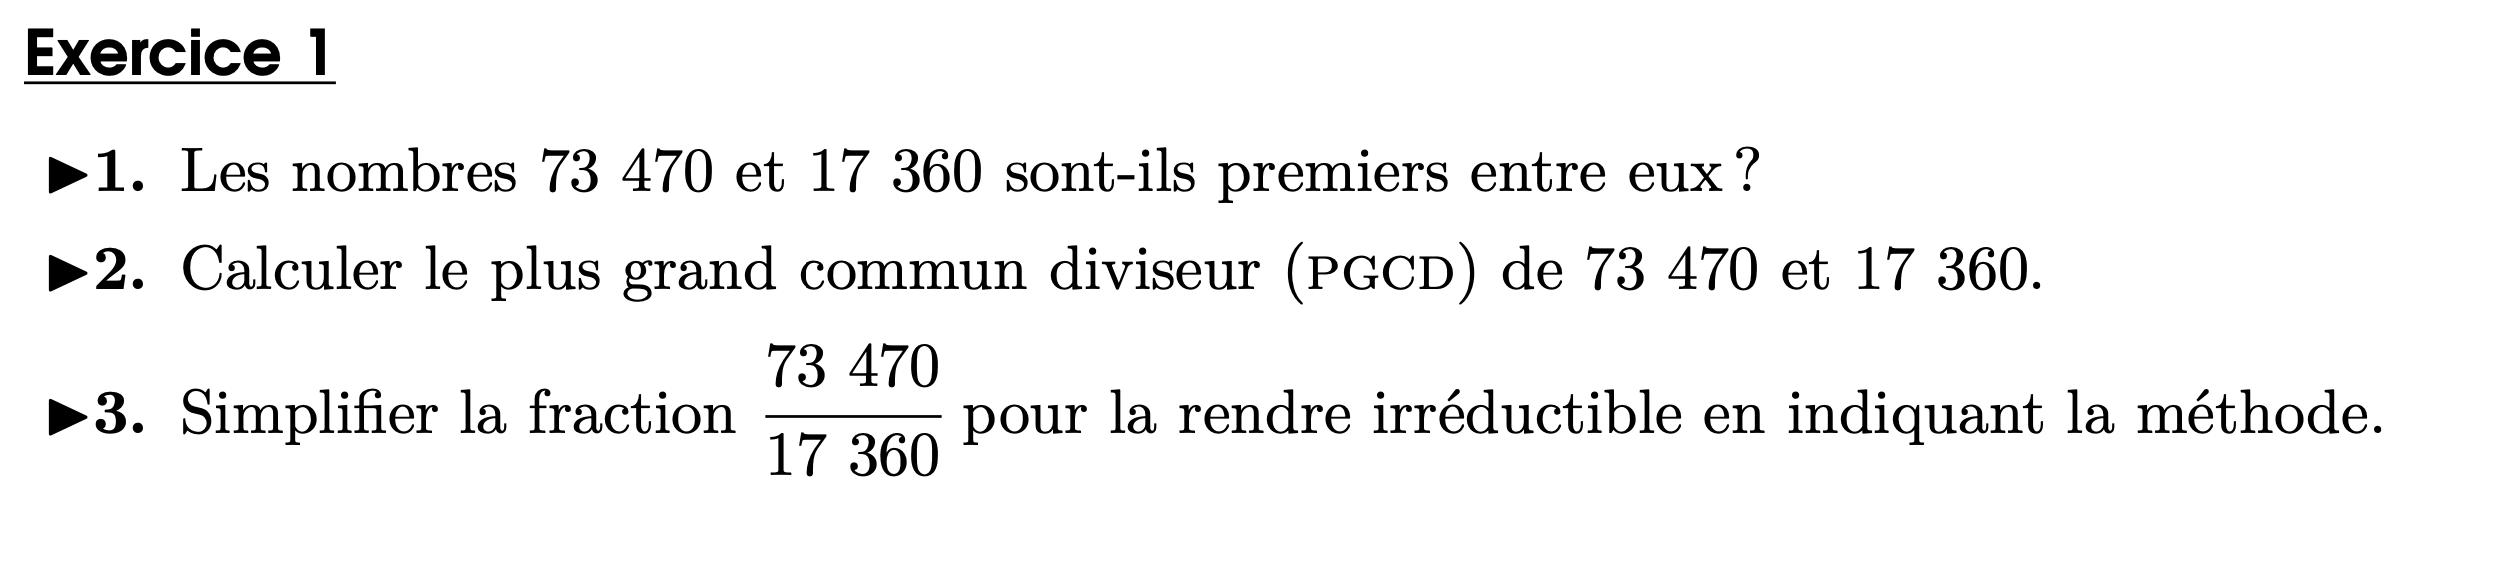 Exercice 1
▶1. Les nombres 73 470 et 17 360 sont-ils premiers entre eux ?
▶2. Calculer le plus grand commun diviseur (PGCD) de 73 470 et 17 360.
▶3. Simplifier la fraction 73 470 / 17 360 pour la rendre irréductible en indiquant la méthode.